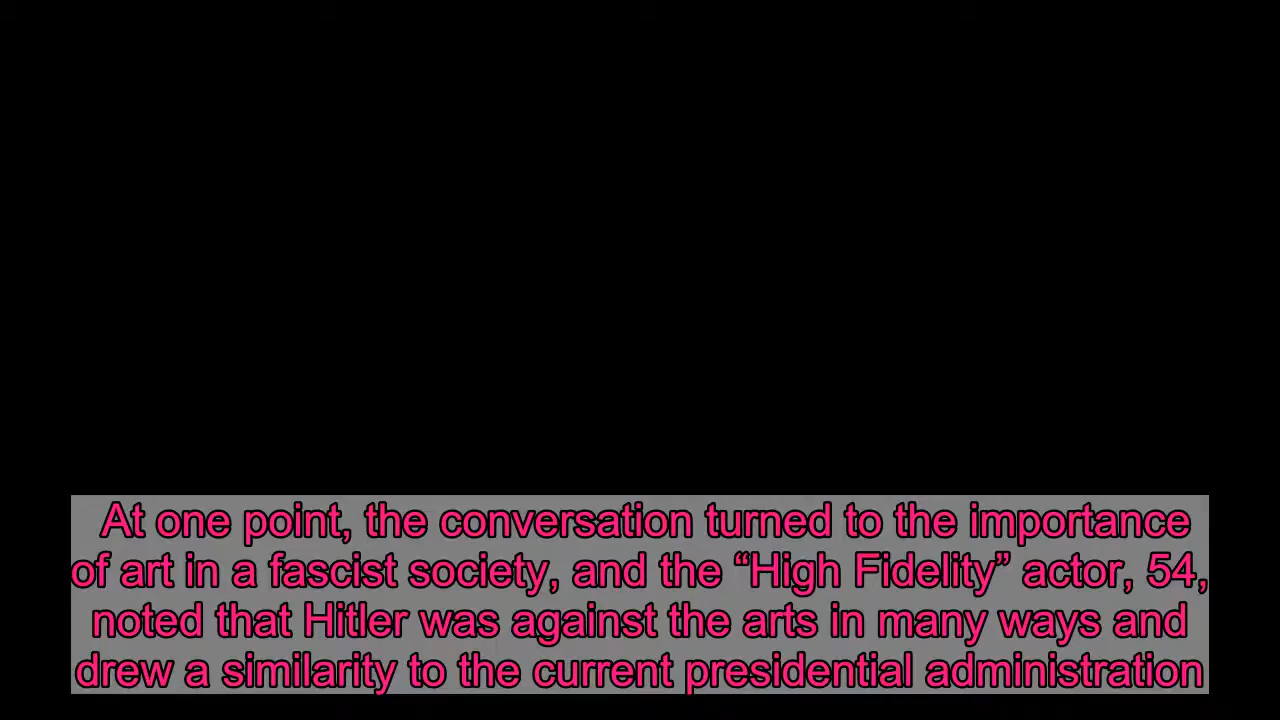 At one point, the conversation turned to the importance
of art in a fascist society, and the “High Fidelity” actor, 54,
noted that Hitler was against the arts in many ways and
drew a similarity to the current presidential administration